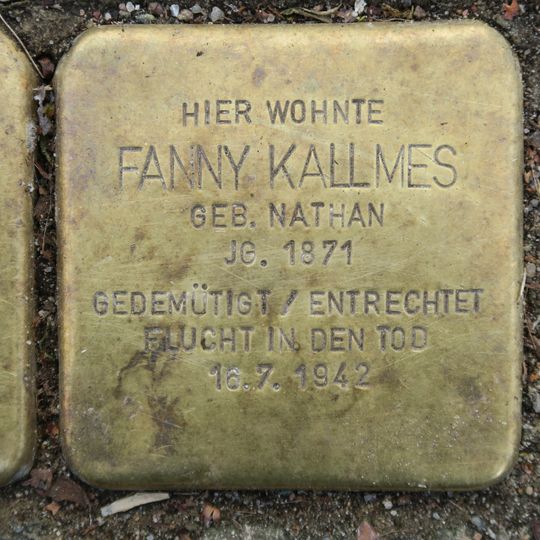 HIER WOHNTE
FANNY KALLMES
GEB. NATHAN
JG. 1871
GEDEMÜTIGT / ENTRECHTET
FLUCHT IN DEN TOD
16.7. 1942